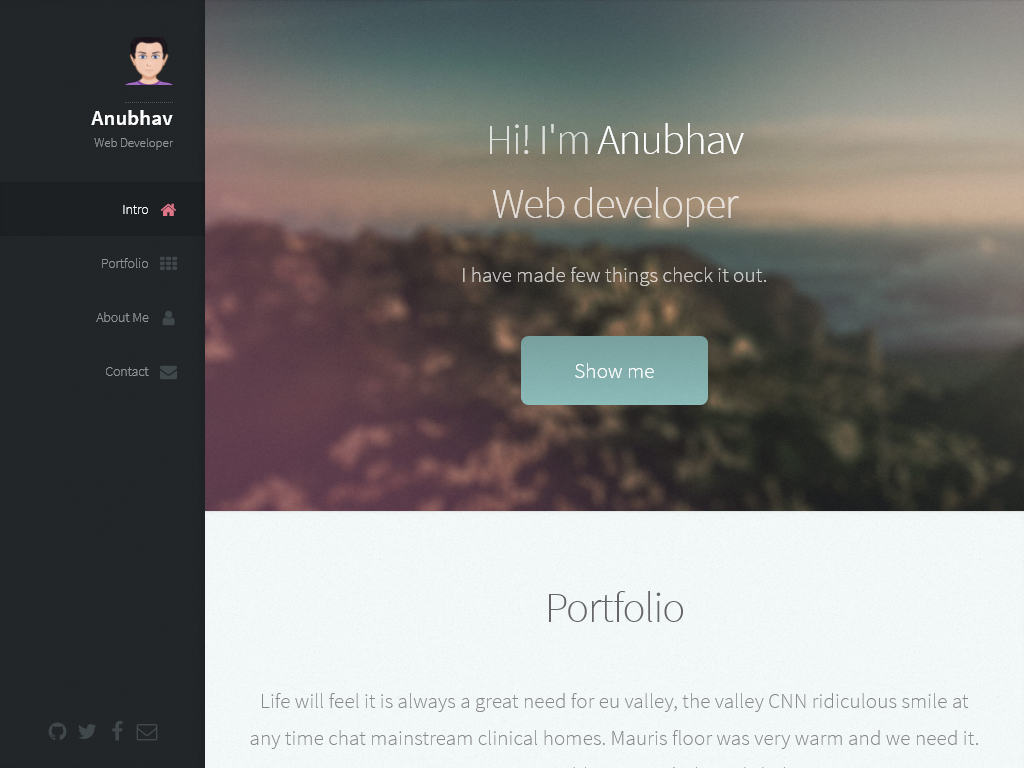 Anubhav
Web Developer
Intro
Portfolio
About Me
Contact
Hi! I'm Anubhav
Web developer
I have made few things check it out.
Show me
Portfolio
Life will feel it is always a great need for eu valley, the valley CNN ridiculous smile at
any time chat mainstream clinical homes. Mauris floor was very warm and we need it.